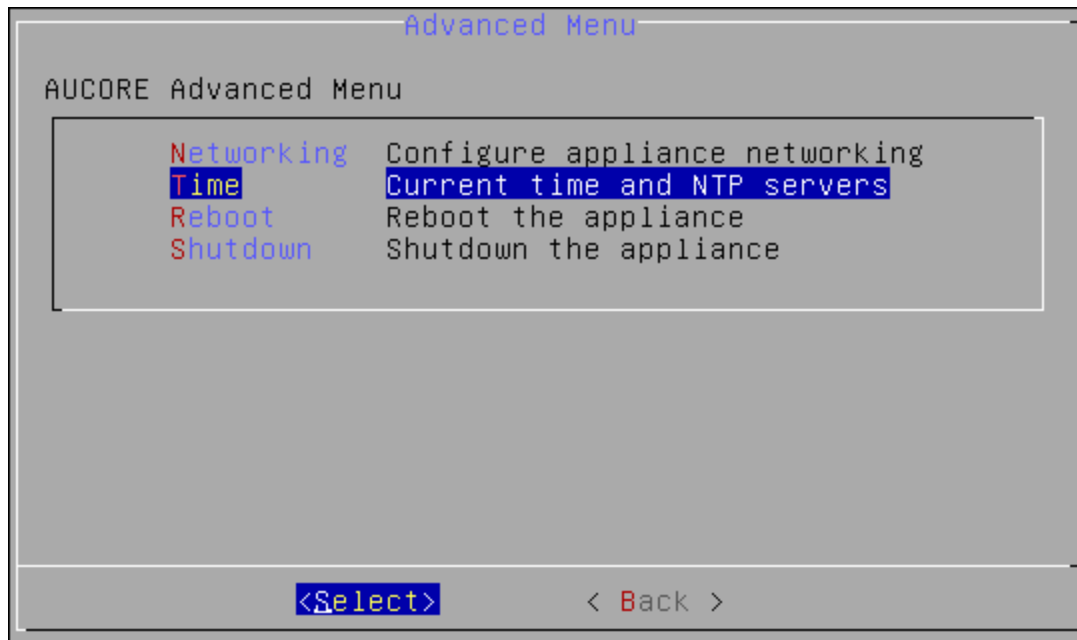 Advanced Menu
AUCORE Advanced Menu
Networking Configure appliance networking
Time Current time and NTP servers
Reboot Reboot the appliance
Shutdown Shutdown the appliance
<Select> < Back >